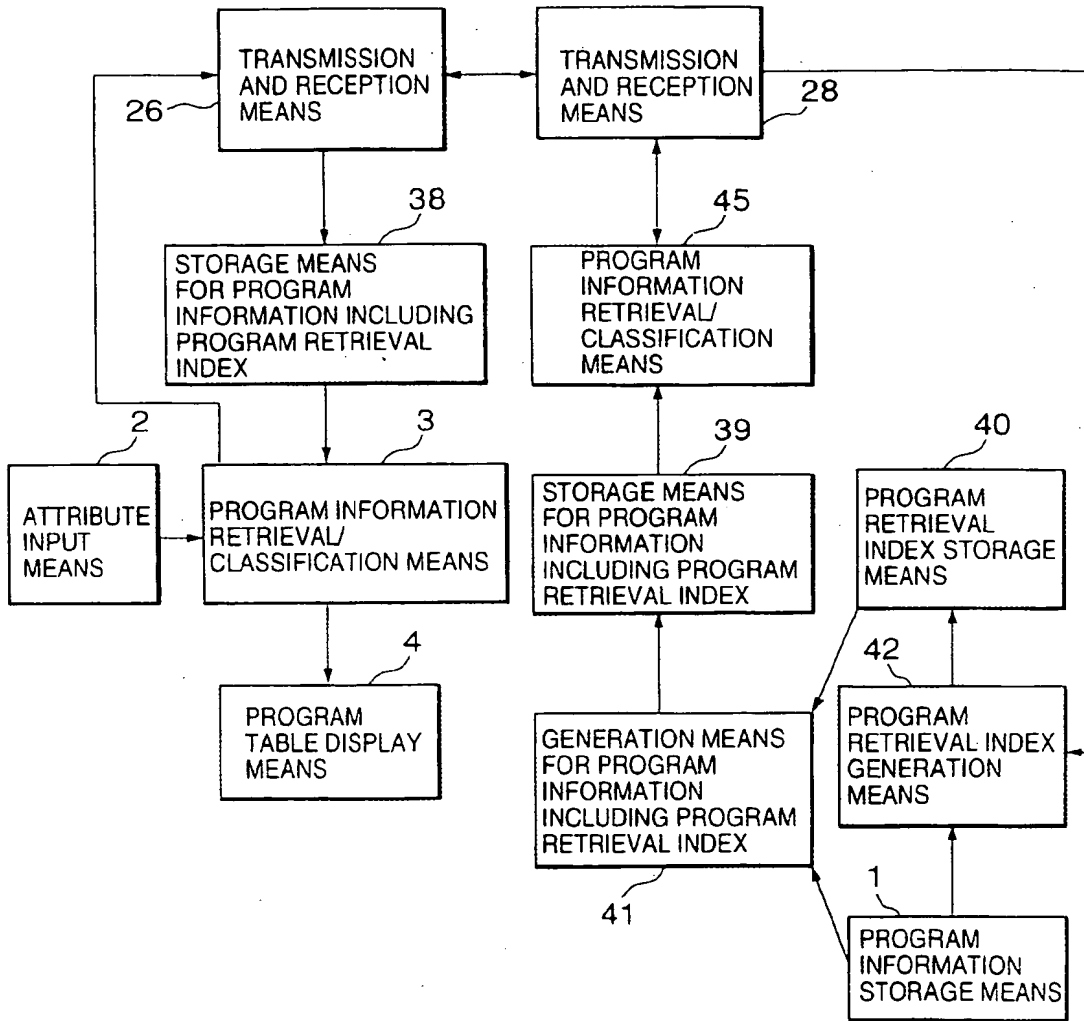 TRANSMISSION
AND RECEPTION
MEANS
26
TRANSMISSION
AND RECEPTION
MEANS
28
38
STORAGE MEANS
FOR PROGRAM
INFORMATION INCLUDING
PROGRAM RETRIEVAL
INDEX
45
PROGRAM
INFORMATION
RETRIEVAL/
CLASSIFICATION
MEANS
2
ATTRIBUTE
INPUT
MEANS
3
PROGRAM INFORMATION
RETRIEVAL/
CLASSIFICATION MEANS
39
STORAGE MEANS
FOR PROGRAM
INFORMATION
INCLUDING PROGRAM
RETRIEVAL INDEX
40
PROGRAM
RETRIEVAL
INDEX STORAGE
MEANS
4
PROGRAM
TABLE DISPLAY
MEANS
GENERATION MEANS
FOR PROGRAM
INFORMATION
INCLUDING PROGRAM
RETRIEVAL INDEX
41
42
PROGRAM
RETRIEVAL INDEX
GENERATION
MEANS
1
PROGRAM
INFORMATION
STORAGE MEANS